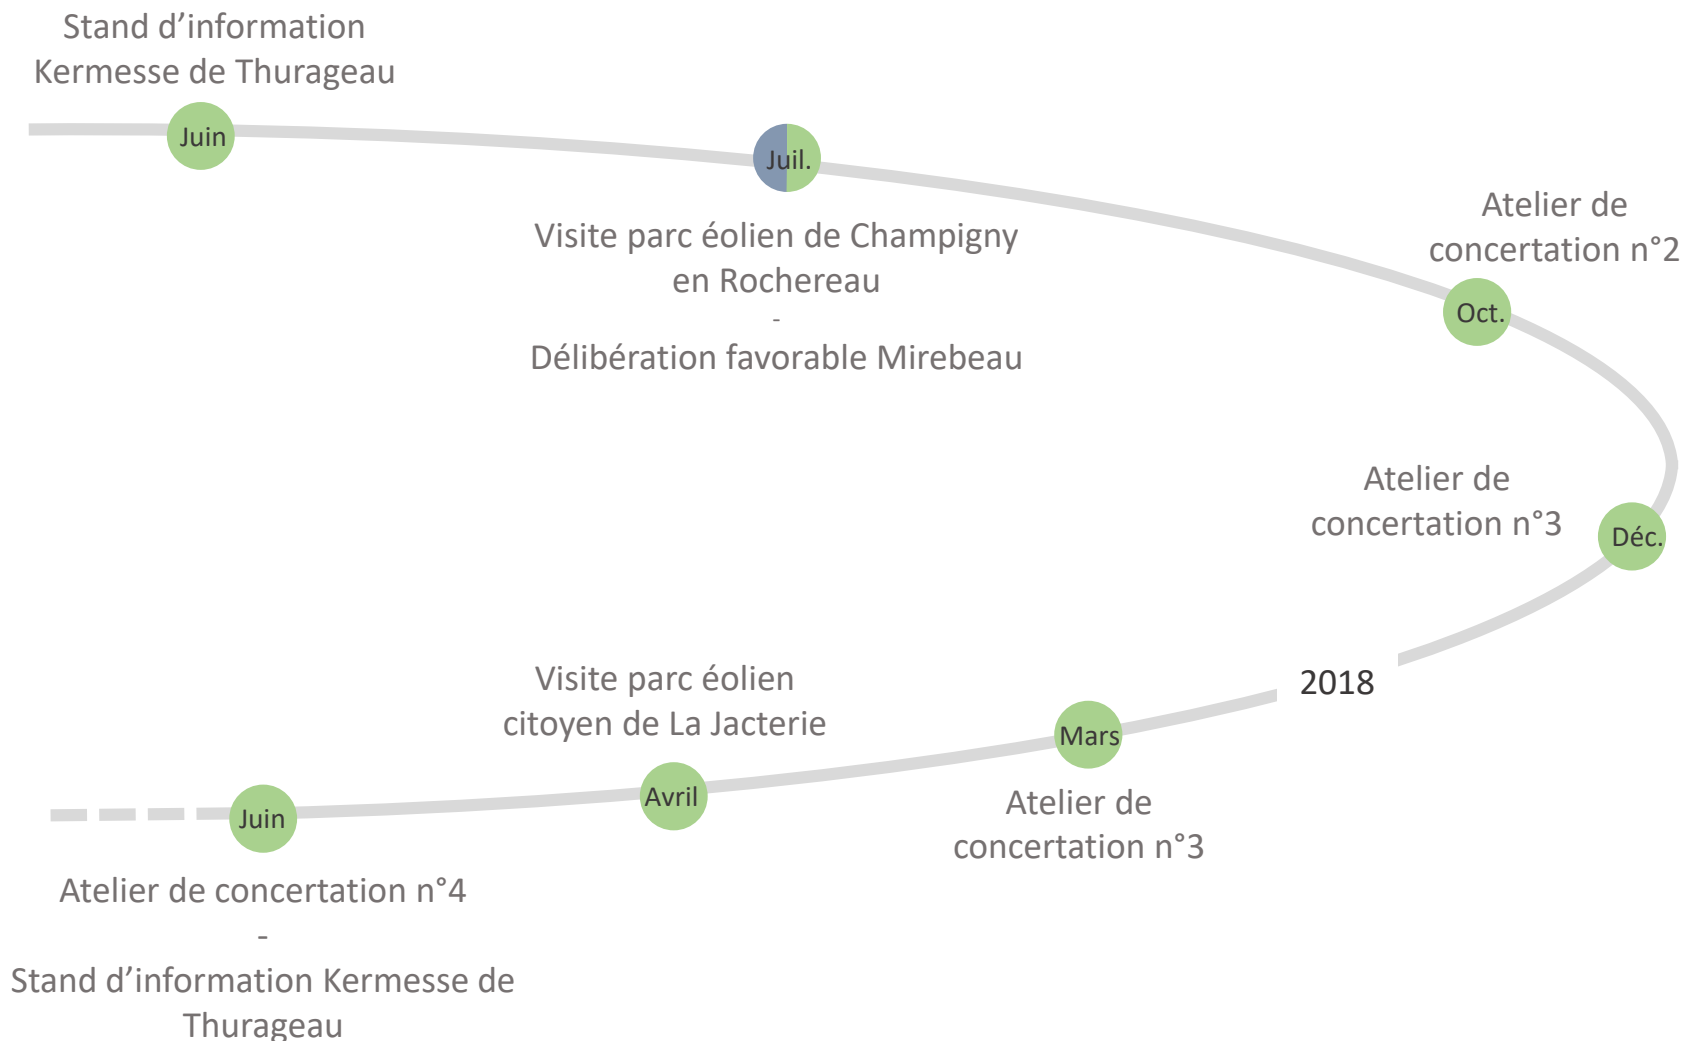 Stand d’information
Kermesse de Thurageau
Juin
Juil.
Visite parc éolien de Champigny
en Rochereau
-
Délibération favorable Mirebeau
Atelier de
concertation n°2
Oct.
Atelier de
concertation n°3
Déc.
2018
Mars
Atelier de
concertation n°3
Visite parc éolien
citoyen de La Jacterie
Avril
Juin
Atelier de concertation n°4
-
Stand d’information Kermesse de
Thurageau